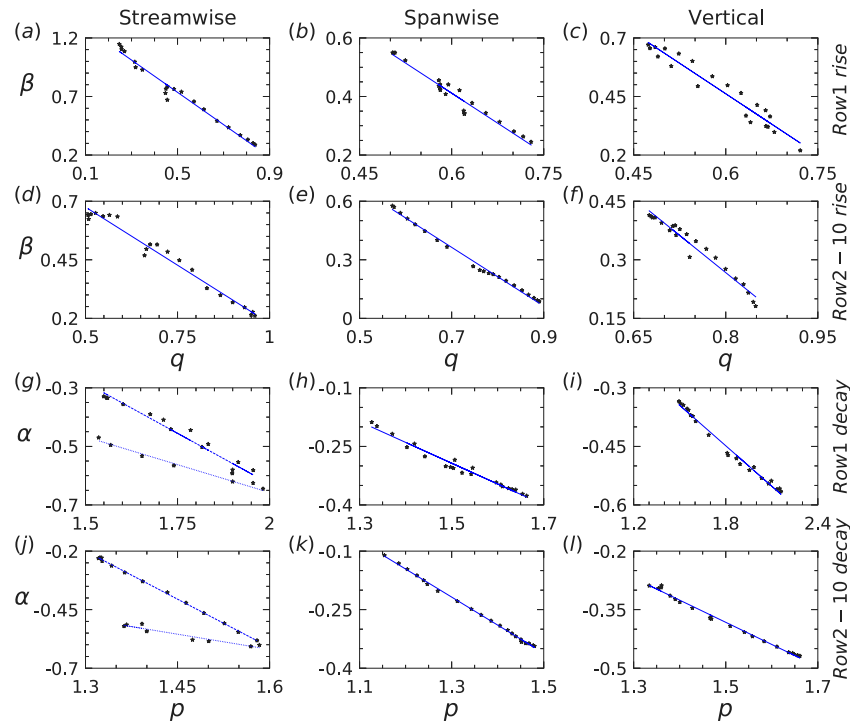 Streamwise Spanwise Vertical
(a) (b) (c)
1.2 0.6 0.7
β 0.7 0.4 0.45 Row1 rise
0.2 0.2 0.2
0.1 0.5 0.9 0.45 0.6 0.75 0.45 0.6 0.75
(d) (e) (f)
0.7 0.6 0.45
β 0.45 0.3 0.3 Row2−10 rise
0.2 0 0.15
0.5 0.75 1 0.5 0.7 0.9 0.65 0.8 0.95
q q q
(g) (h) (i)
-0.3 -0.1 -0.3
α -0.5 -0.25 -0.45 Row1 decay
-0.7 -0.4 -0.6
1.5 1.75 2 1.3 1.5 1.7 1.2 1.8 2.4
(j) (k) (l)
-0.2 -0.1 -0.2
α -0.45 -0.25 -0.35 Row2−10 decay
-0.7 -0.4 -0.5
1.3 1.45 1.6 1.1 1.3 1.5 1.3 1.5 1.7
p p p